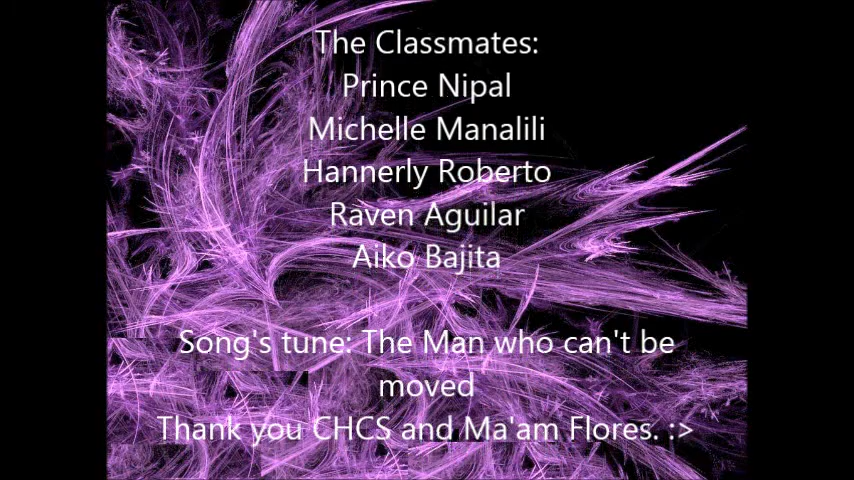 The Classmates:
Prince Nipal
Michelle Manalili
Hannerly Roberto
Raven Aguilar
Aiko Bajita
Song's tune: The Man who can't be
moved
Thank you CHCS and Ma'am Flores. :>